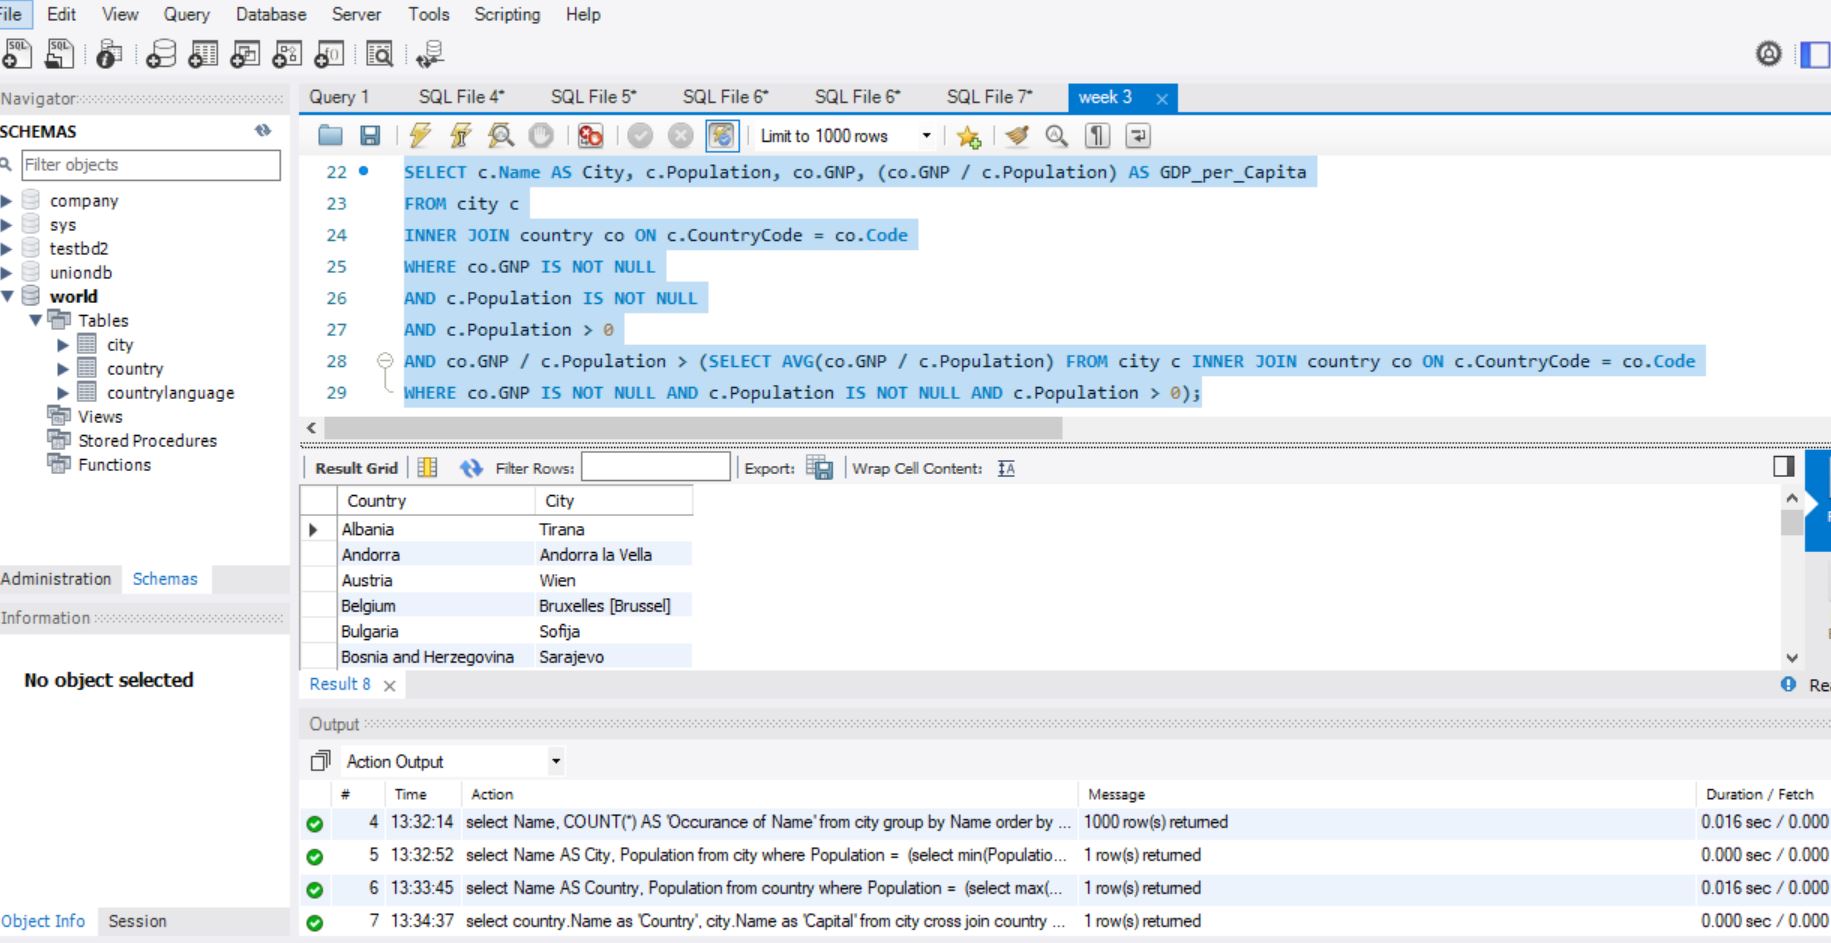 File Edit View Query Database Server Tools Scripting Help
Navigator
SCHEMAS
Filter objects
company
sys
testbd2
uniondb
world
Tables
city
country
countrylanguage
Views
Stored Procedures
Functions
Administration Schemas
Information
No object selected
Object Info Session
Query 1 SQL File 4* SQL File 5* SQL File 6* SQL File 6* SQL File 7* week 3
Limit to 1000 rows
22 SELECT c.Name AS City, c.Population, co.GNP, (co.GNP / c.Population) AS GDP_per_Capita
23 FROM city c
24 INNER JOIN country co ON c.CountryCode = co.Code
25 WHERE co.GNP IS NOT NULL
26 AND c.Population IS NOT NULL
27 AND c.Population > 0
28 AND co.GNP / c.Population > (SELECT AVG(co.GNP / c.Population) FROM city c INNER JOIN country co ON c.CountryCode = co.Code
29 WHERE co.GNP IS NOT NULL AND c.Population IS NOT NULL AND c.Population > 0);
Result Grid Filter Rows: Export: Wrap Cell Content:
Country City
Albania Tirana
Andorra Andorra la Vella
Austria Wien
Belgium Bruxelles [Brussel]
Bulgaria Sofija
Bosnia and Herzegovina Sarajevo
Result 8
Output
Action Output
# Time Action Message Duration / Fetch
4 13:32:14 select Name, COUNT(*) AS 'Occurance of Name' from city group by Name order by ... 1000 row(s) returned 0.016 sec / 0.000
5 13:32:52 select Name AS City, Population from city where Population = (select min(Populatio... 1 row(s) returned 0.000 sec / 0.000
6 13:33:45 select Name AS Country, Population from country where Population = (select max(... 1 row(s) returned 0.016 sec / 0.000
7 13:34:37 select country.Name as 'Country', city.Name as 'Capital' from city cross join country ... 1 row(s) returned 0.000 sec / 0.000